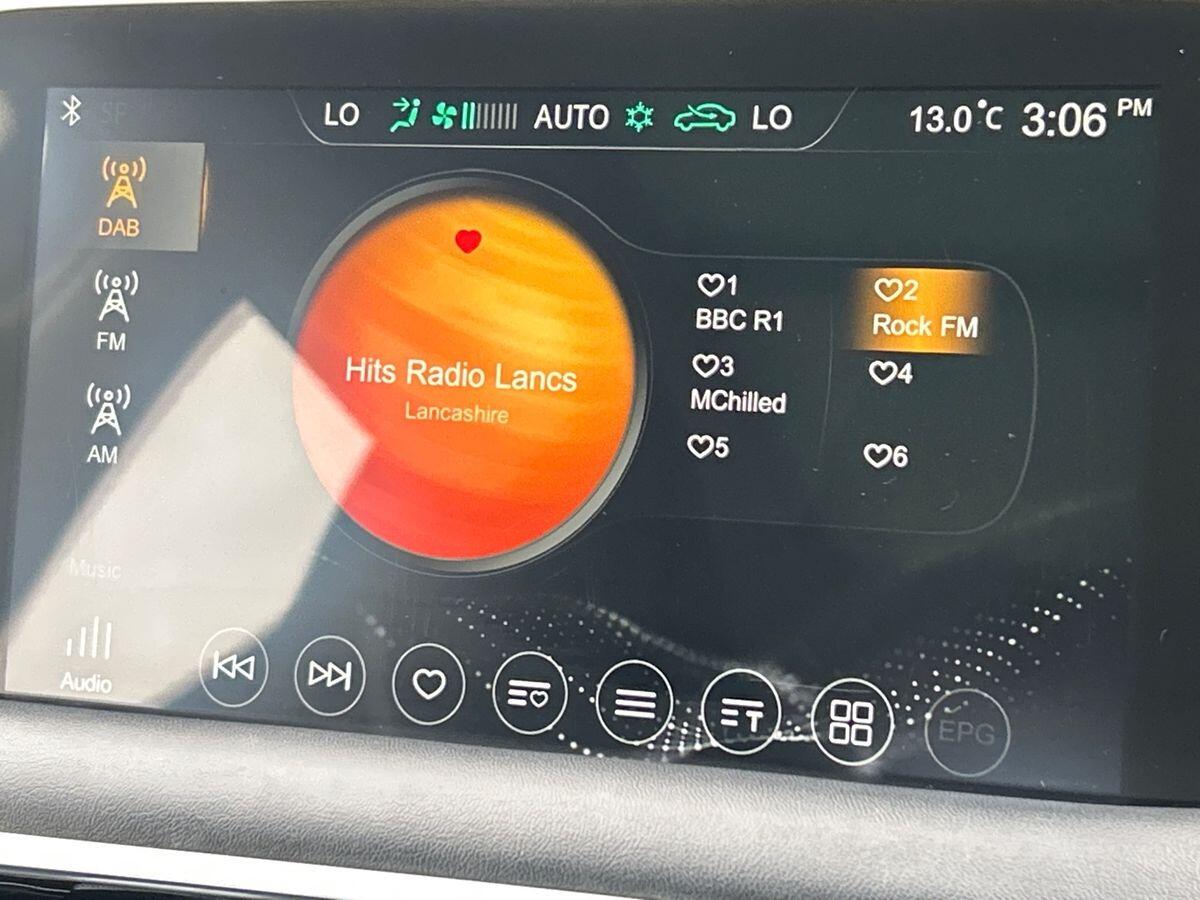 LO AUTO LO 13.0°C 3:06 PM
DAB
FM
AM
Music
Audio
Hits Radio Lancs
Lancashire
1
BBC R1
2
Rock FM
3
MChilled
4
5
6
T
EPG